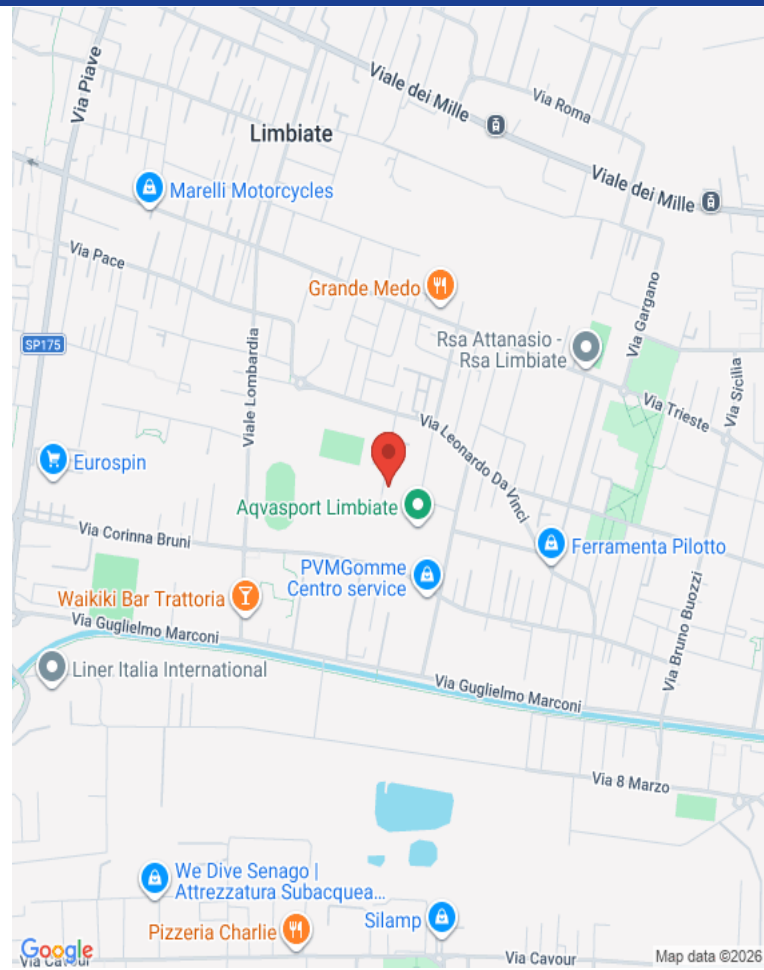 Via Piave
Viale dei Mille
Via Roma
Limbiate
Viale dei Mille
Marelli Motorcycles
Via Pace
Via Gargano
Grande Medo
SP175
Rsa Attanasio -
Rsa Limbiate
Viale Lombardia
Via Sicilia
Via Trieste
Via Leonardo Da Vinci
Eurospin
Aqvasport Limbiate
Via Corinna Bruni
Ferramenta Pilotto
PVMGomme
Centro service
Waikiki Bar Trattoria
Via Guglielmo Marconi
Via Bruno Buozzi
Liner Italia International
Via Guglielmo Marconi
Via 8 Marzo
We Dive Senago |
Attrezzatura Subacquea...
Silamp
Pizzeria Charlie
Google
Via Cavour
Via Cavour
Map data ©2026